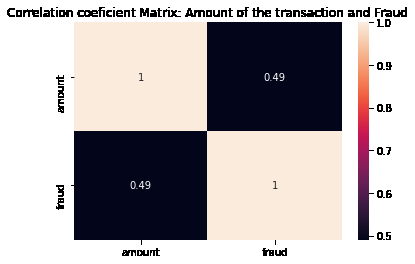 Correlation coeficient Matrix: Amount of the transaction and Fraud
1.0
amount
1
0.49
0.9
0.8
0.7
fraud
0.49
1
0.6
0.5
amount
fraud